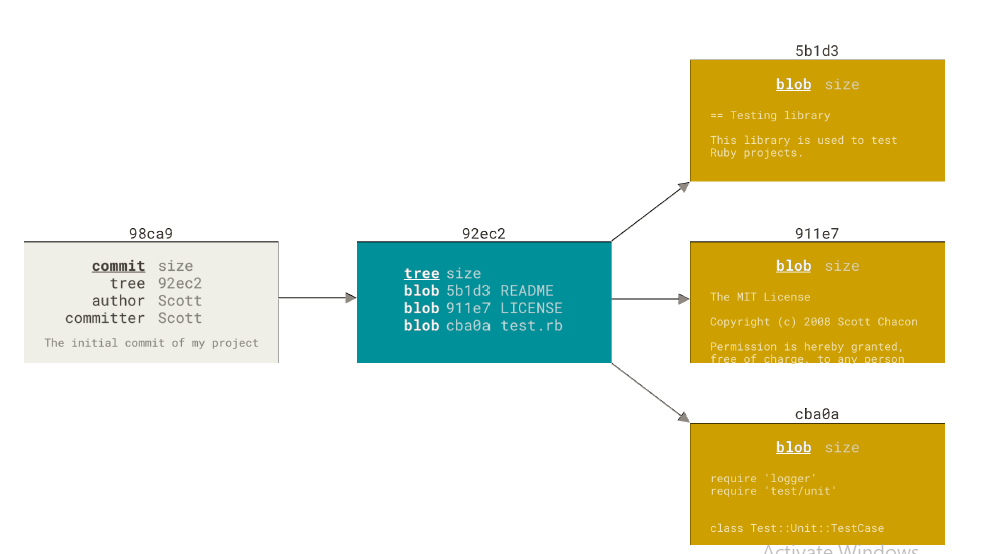 5b1d3
blob size
== Testing library
This library is used to test
Ruby projects.
98ca9
commit size
tree 92ec2
author Scott
committer Scott
The initial commit of my project
92ec2
tree size
blob 5b1d3 README
blob 911e7 LICENSE
blob cba0a test.rb
911e7
blob size
The MIT License
Copyright (c) 2008 Scott Chacon
Permission is hereby granted,
free of charge, to any person
cba0a
blob size
require 'logger'
require 'test/unit'
class Test::Unit::TestCase
Activate Windows